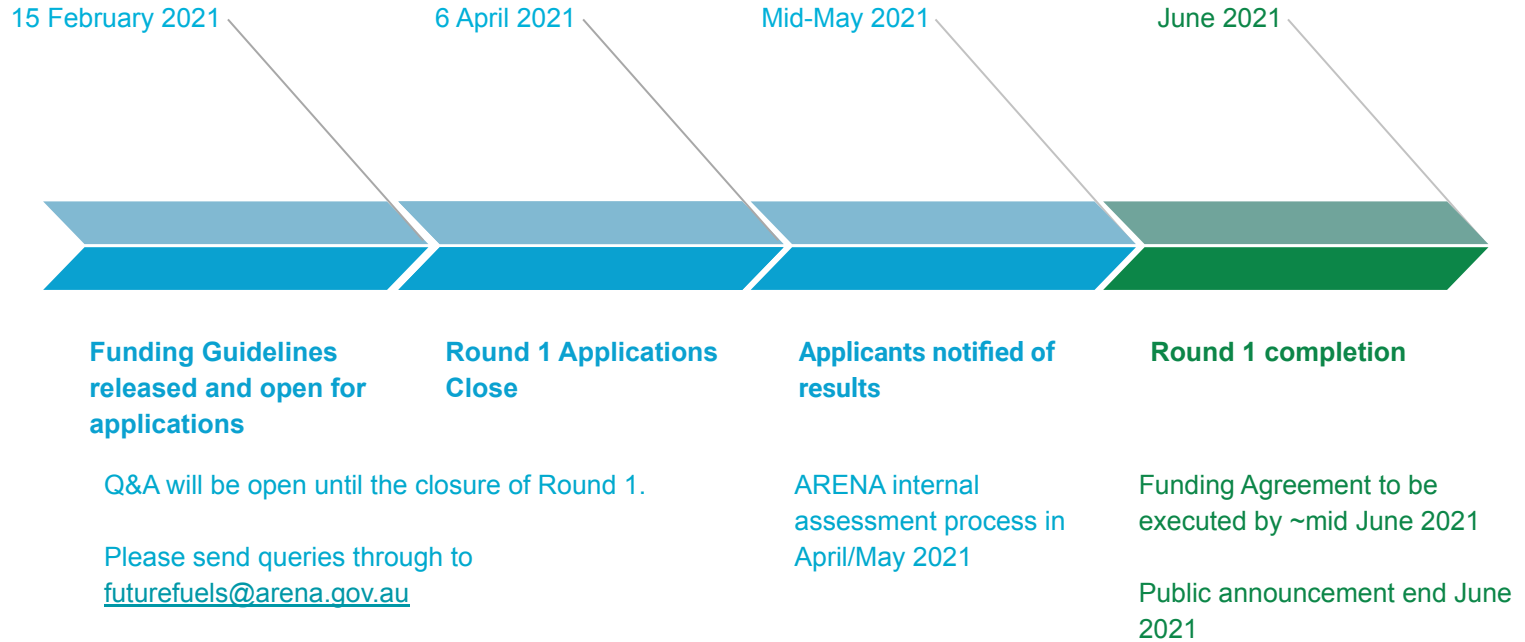 15 February 2021
6 April 2021
Mid-May 2021
June 2021
Funding Guidelines
released and open for
applications
Round 1 Applications
Close
Applicants notified of
results
Round 1 completion
Q&A will be open until the closure of Round 1.
Please send queries through to
futurefuels@arena.gov.au
ARENA internal
assessment process in
April/May 2021
Funding Agreement to be
executed by ~mid June 2021
Public announcement end June
2021